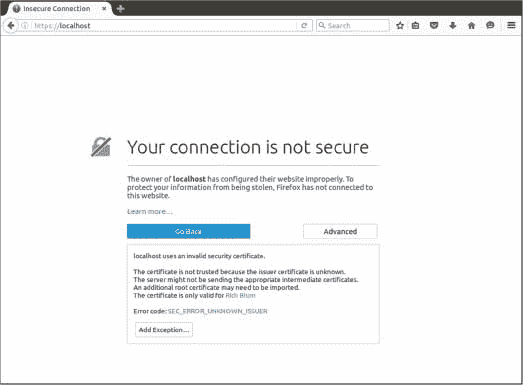 Insecure Connection
https://localhost
Search
Your connection is not secure
The owner of localhost has configured their website improperly. To
protect your information from being stolen, Firefox has not connected to
this website.
Learn more...
Go Back
Advanced
localhost uses an invalid security certificate.
The certificate is not trusted because the issuer certificate is unknown.
The server might not be sending the appropriate intermediate certificates.
An additional root certificate may need to be imported.
The certificate is only valid for Rich Blum
Error code: SEC_ERROR_UNKNOWN_ISSUER
Add Exception...